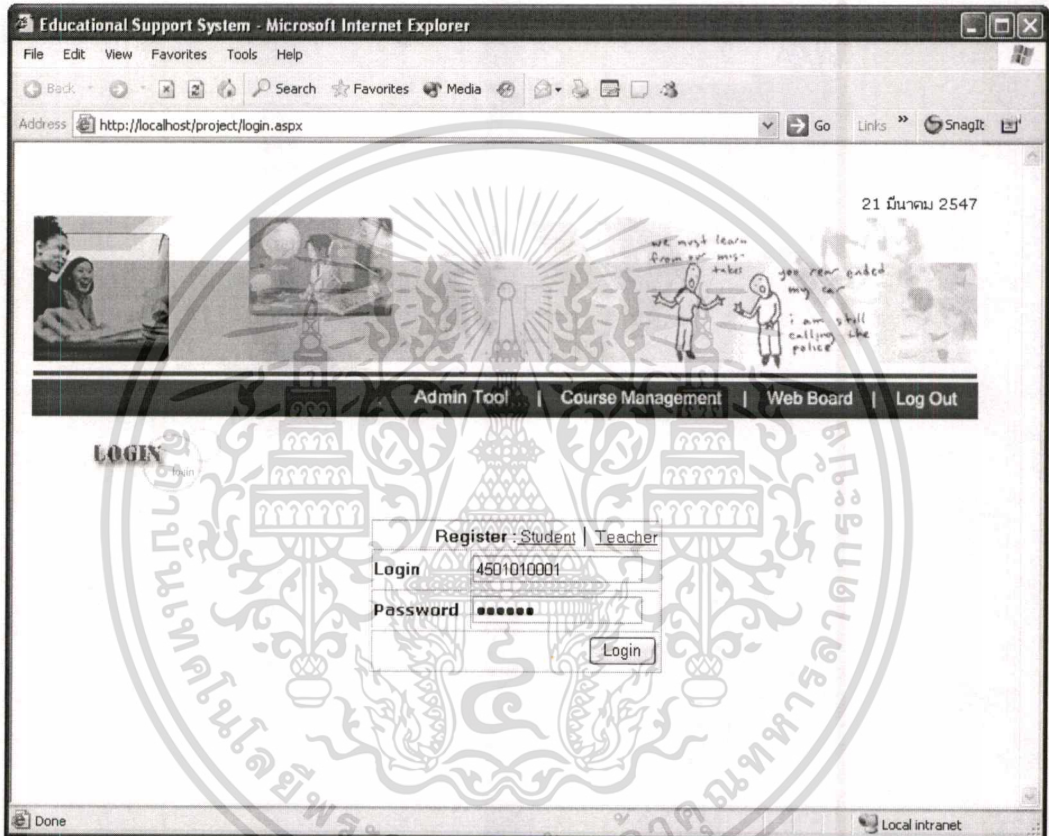 Educational Support System - Microsoft Internet Explorer
File Edit View Favorites Tools Help
Back Search Favorites Media
Address http://localhost/project/login.aspx Go Links » SnagIt
21 มีนาคม 2547
we must learn
from our mis-
takes
you rear ended
my car
i am still
calling the
police
Admin Tool | Course Management | Web Board | Log Out
LOGIN
login
Register : Student | Teacher
Login 4501010001
Password ••••••
Login
Done Local intranet